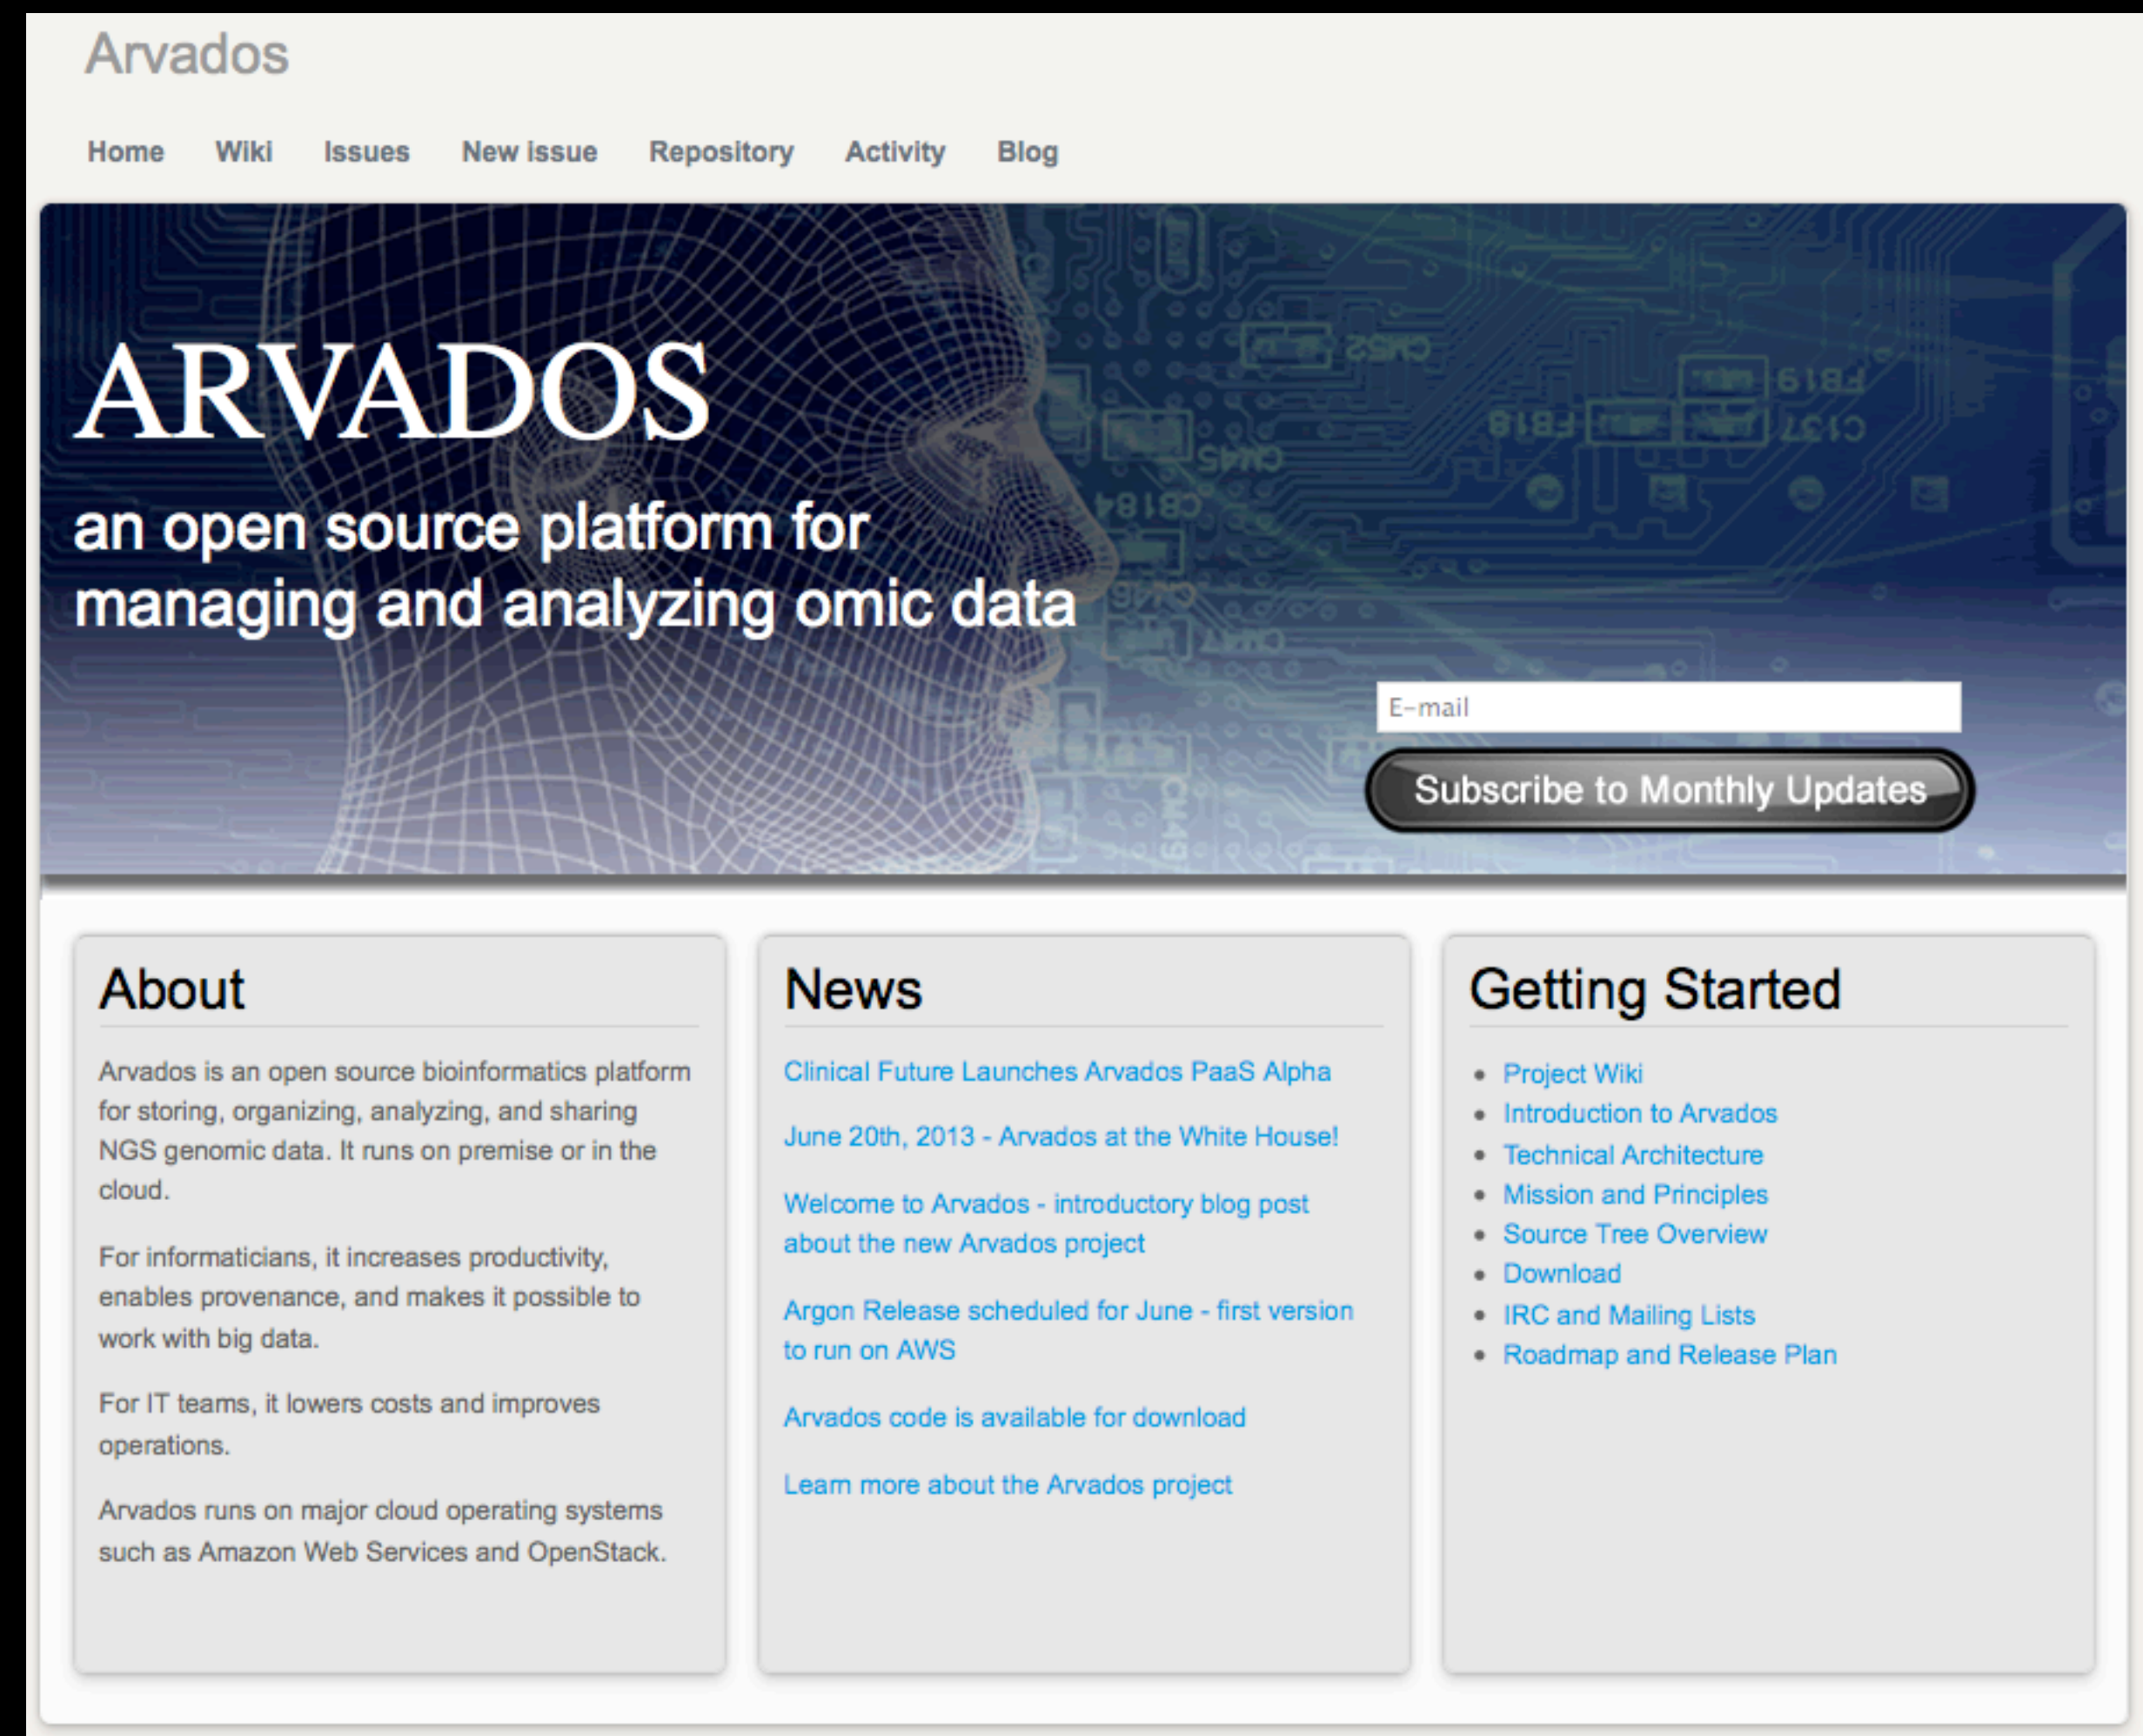 Arvados
Home Wiki Issues New issue Repository Activity Blog
ARVADOS
an open source platform for
managing and analyzing omic data
CM52
FB19
FB18
C137
CM45
CB184
CM47
CM49
E-mail
Subscribe to Monthly Updates
About
Arvados is an open source bioinformatics platform
for storing, organizing, analyzing, and sharing
NGS genomic data. It runs on premise or in the
cloud.
For informaticians, it increases productivity,
enables provenance, and makes it possible to
work with big data.
For IT teams, it lowers costs and improves
operations.
Arvados runs on major cloud operating systems
such as Amazon Web Services and OpenStack.
News
Clinical Future Launches Arvados PaaS Alpha
June 20th, 2013 - Arvados at the White House!
Welcome to Arvados - introductory blog post
about the new Arvados project
Argon Release scheduled for June - first version
to run on AWS
Arvados code is available for download
Learn more about the Arvados project
Getting Started
Project Wiki
Introduction to Arvados
Technical Architecture
Mission and Principles
Source Tree Overview
Download
IRC and Mailing Lists
Roadmap and Release Plan